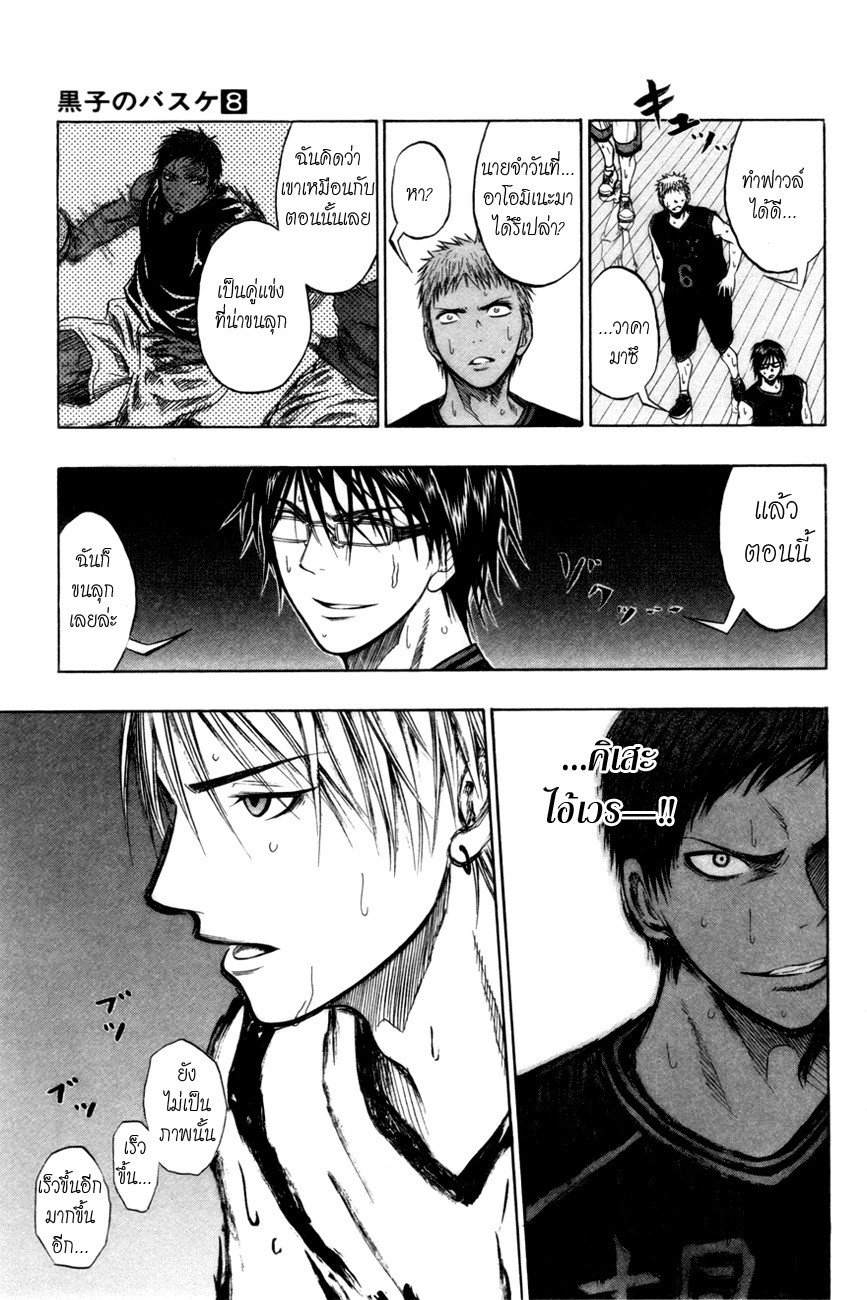 黒子のバスケ 8
キュッ…
ทำฟาวล์
ได้ดี...
...วาคา
มาซึ
นายจำวันที่...
อาโอมิเนะมา
ได้รึเปล่า?
หา?
ฉันคิดว่า
เขาเหมือนกับ
ตอนนั้นเลย
เป็นคู่แข่ง
ที่น่าขนลุก
แล้ว
ตอนนี้
ゾクッ…
ฉันก็
ขนลุก
เลยล่ะ
...คิเสะ
ไอ้เวร—!!
ブツ
ブツ
ยัง
ไม่เป็น
ภาพนั้น
เร็ว
ขึ้น...
เร็วขึ้นอีก
มากขึ้น
อีก...